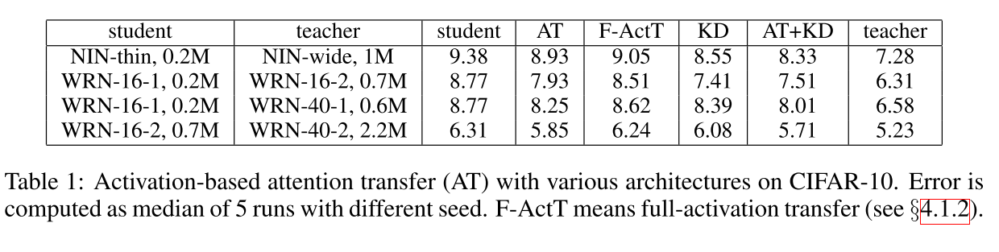 student teacher student AT F-ActT KD AT+KD teacher
NIN-thin, 0.2M NIN-wide, 1M 9.38 8.93 9.05 8.55 8.33 7.28
WRN-16-1, 0.2M WRN-16-2, 0.7M 8.77 7.93 8.51 7.41 7.51 6.31
WRN-16-1, 0.2M WRN-40-1, 0.6M 8.77 8.25 8.62 8.39 8.01 6.58
WRN-16-2, 0.7M WRN-40-2, 2.2M 6.31 5.85 6.24 6.08 5.71 5.23
Table 1: Activation-based attention transfer (AT) with various architectures on CIFAR-10. Error is
computed as median of 5 runs with different seed. F-ActT means full-activation transfer (see §4.1.2).